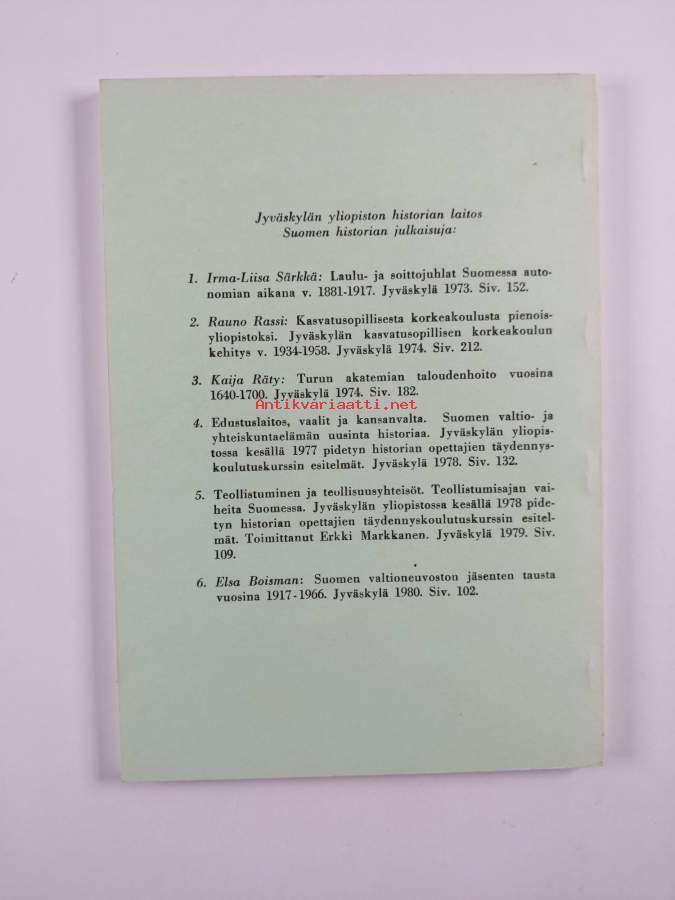 Jyväskylän yliopiston historian laitos
Suomen historian julkaisuja:
1. Irma-Liisa Särkkä: Laulu- ja soittojuhlat Suomessa auto-
nomian aikana v. 1881-1917. Jyväskylä 1973. Siv. 152.
2. Rauno Rassi: Kasvatusopillisesta korkeakoulusta pienois-
yliopistoksi. Jyväskylän kasvatusopillisen korkeakoulun
kehitys v. 1934-1958. Jyväskylä 1974. Siv. 212.
3. Kaija Räty: Turun akatemian taloudenhoito vuosina
1640-1700. Jyväskylä 1974. Siv. 182.
Antikvariaatti.net
4. Edustuslaitos, vaalit ja kansanvalta. Suomen valtio- ja
yhteiskuntaelämän uusinta historiaa. Jyväskylän yliopis-
tossa kesällä 1977 pidetyn historian opettajien täydennys-
koulutuskurssin esitelmät. Jyväskylä 1978. Siv. 132.
5. Teollistuminen ja teollisuusyhteisöt. Teollistumisajan vai-
heita Suomessa. Jyväskylän yliopistossa kesällä 1978 pide-
tyn historian opettajien täydennyskoulutuskurssin esitel-
mät. Toimittanut Erkki Markkanen. Jyväskylä 1979. Siv.
109.
6. Elsa Boisman: Suomen valtioneuvoston jäsenten tausta
vuosina 1917-1966. Jyväskylä 1980. Siv. 102.